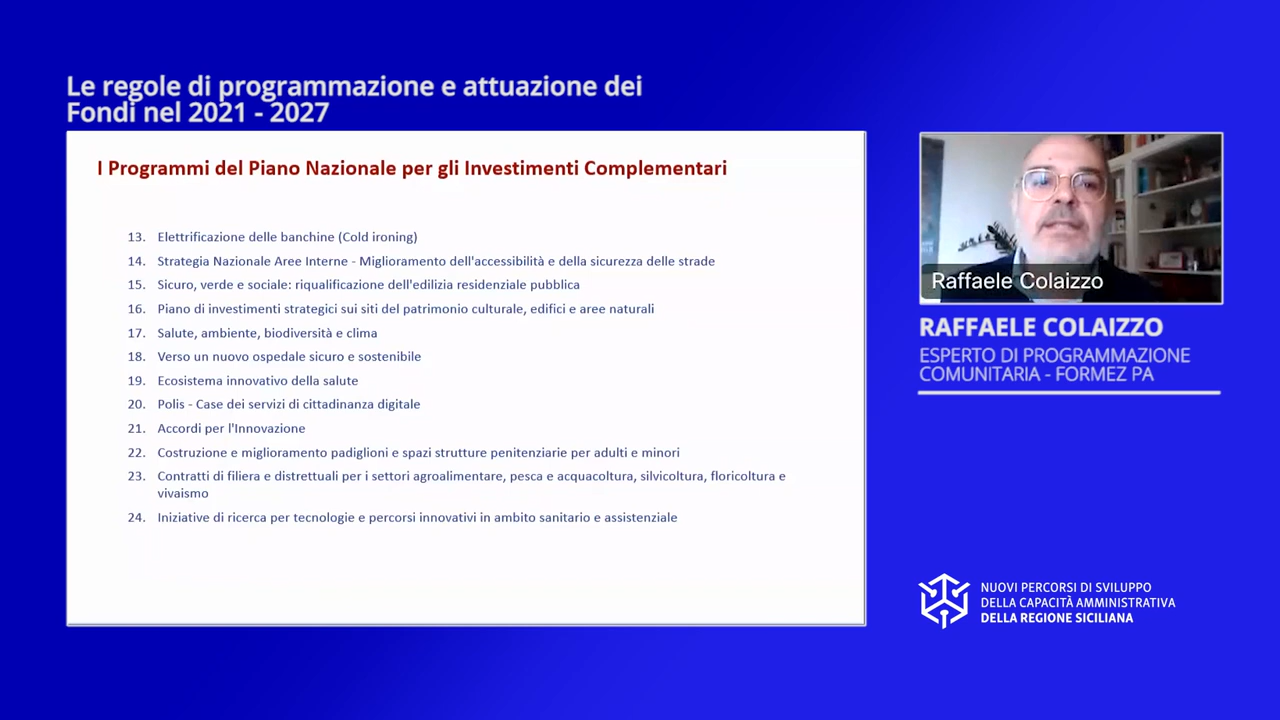 Le regole di programmazione e attuazione dei
Fondi nel 2021 - 2027
I Programmi del Piano Nazionale per gli Investimenti Complementari
13. Elettrificazione delle banchine (Cold ironing)
14. Strategia Nazionale Aree Interne - Miglioramento dell'accessibilità e della sicurezza delle strade
15. Sicuro, verde e sociale: riqualificazione dell'edilizia residenziale pubblica
16. Piano di investimenti strategici sui siti del patrimonio culturale, edifici e aree naturali
17. Salute, ambiente, biodiversità e clima
18. Verso un nuovo ospedale sicuro e sostenibile
19. Ecosistema innovativo della salute
20. Polis - Case dei servizi di cittadinanza digitale
21. Accordi per l'Innovazione
22. Costruzione e miglioramento padiglioni e spazi strutture penitenziarie per adulti e minori
23. Contratti di filiera e distrettuali per i settori agroalimentare, pesca e acquacoltura, silvicoltura, floricoltura e
vivaismo
24. Iniziative di ricerca per tecnologie e percorsi innovativi in ambito sanitario e assistenziale
Raffaele Colaizzo
RAFFAELE COLAIZZO
ESPERTO DI PROGRAMMAZIONE
COMUNITARIA - FORMEZ PA
NUOVI PERCORSI DI SVILUPPO
DELLA CAPACITÀ AMMINISTRATIVA
DELLA REGIONE SICILIANA